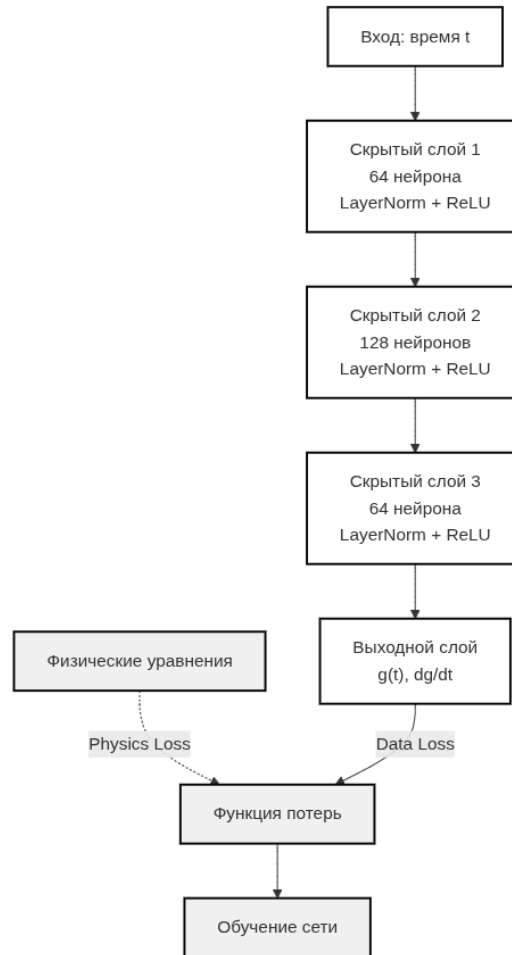 Вход: время t
Скрытый слой 1
64 нейрона
LayerNorm + ReLU
Скрытый слой 2
128 нейронов
LayerNorm + ReLU
Скрытый слой 3
64 нейрона
LayerNorm + ReLU
Выходной слой
g(t), dg/dt
Физические уравнения
Physics Loss
Data Loss
Функция потерь
Обучение сети